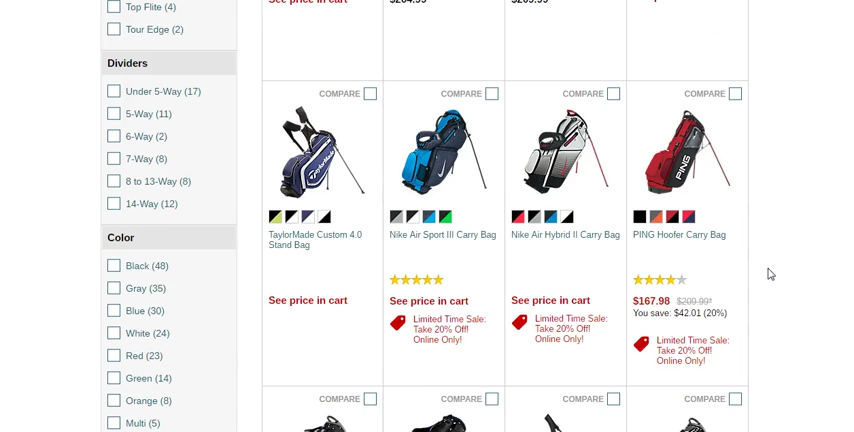 Top Flite (4)
Tour Edge (2)
Dividers
Under 5-Way (17)
5-Way (11)
6-Way (2)
7-Way (8)
8 to 13-Way (8)
14-Way (12)
Color
Black (48)
Gray (35)
Blue (30)
White (24)
Red (23)
Green (14)
Orange (8)
Multi (5)
COMPARE
TaylorMade
TaylorMade Custom 4.0
Stand Bag
See price in cart
COMPARE
Nike Air Sport III Carry Bag
See price in cart
Limited Time Sale:
Take 20% Off!
Online Only!
COMPARE
Nike Air Hybrid II Carry Bag
See price in cart
Limited Time Sale:
Take 20% Off!
Online Only!
COMPARE
PING
PING Hoofer Carry Bag
$167.98 $209.99*
You save: $42.01 (20%)
Limited Time Sale:
Take 20% Off!
Online Only!
COMPARE
COMPARE
COMPARE
COMPARE